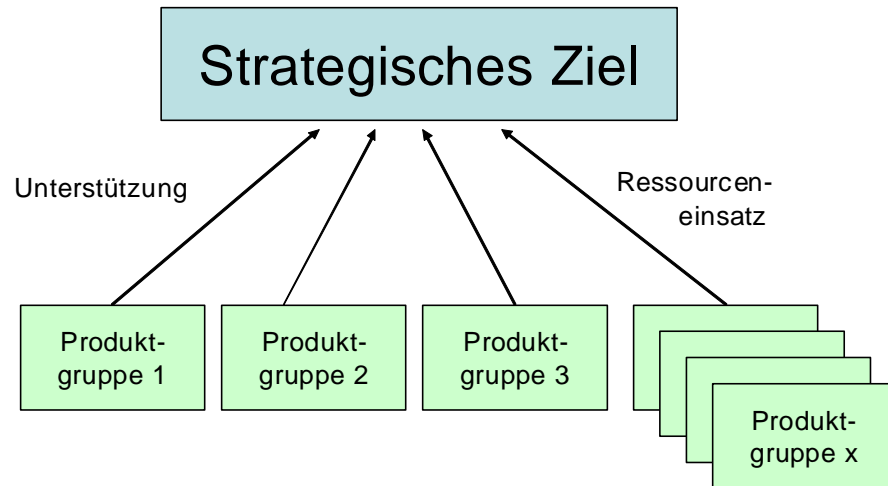 Strategisches Ziel
Unterstützung
Ressourcen-
einsatz
Produkt-
gruppe 1
Produkt-
gruppe 2
Produkt-
gruppe 3
Produkt-
gruppe x